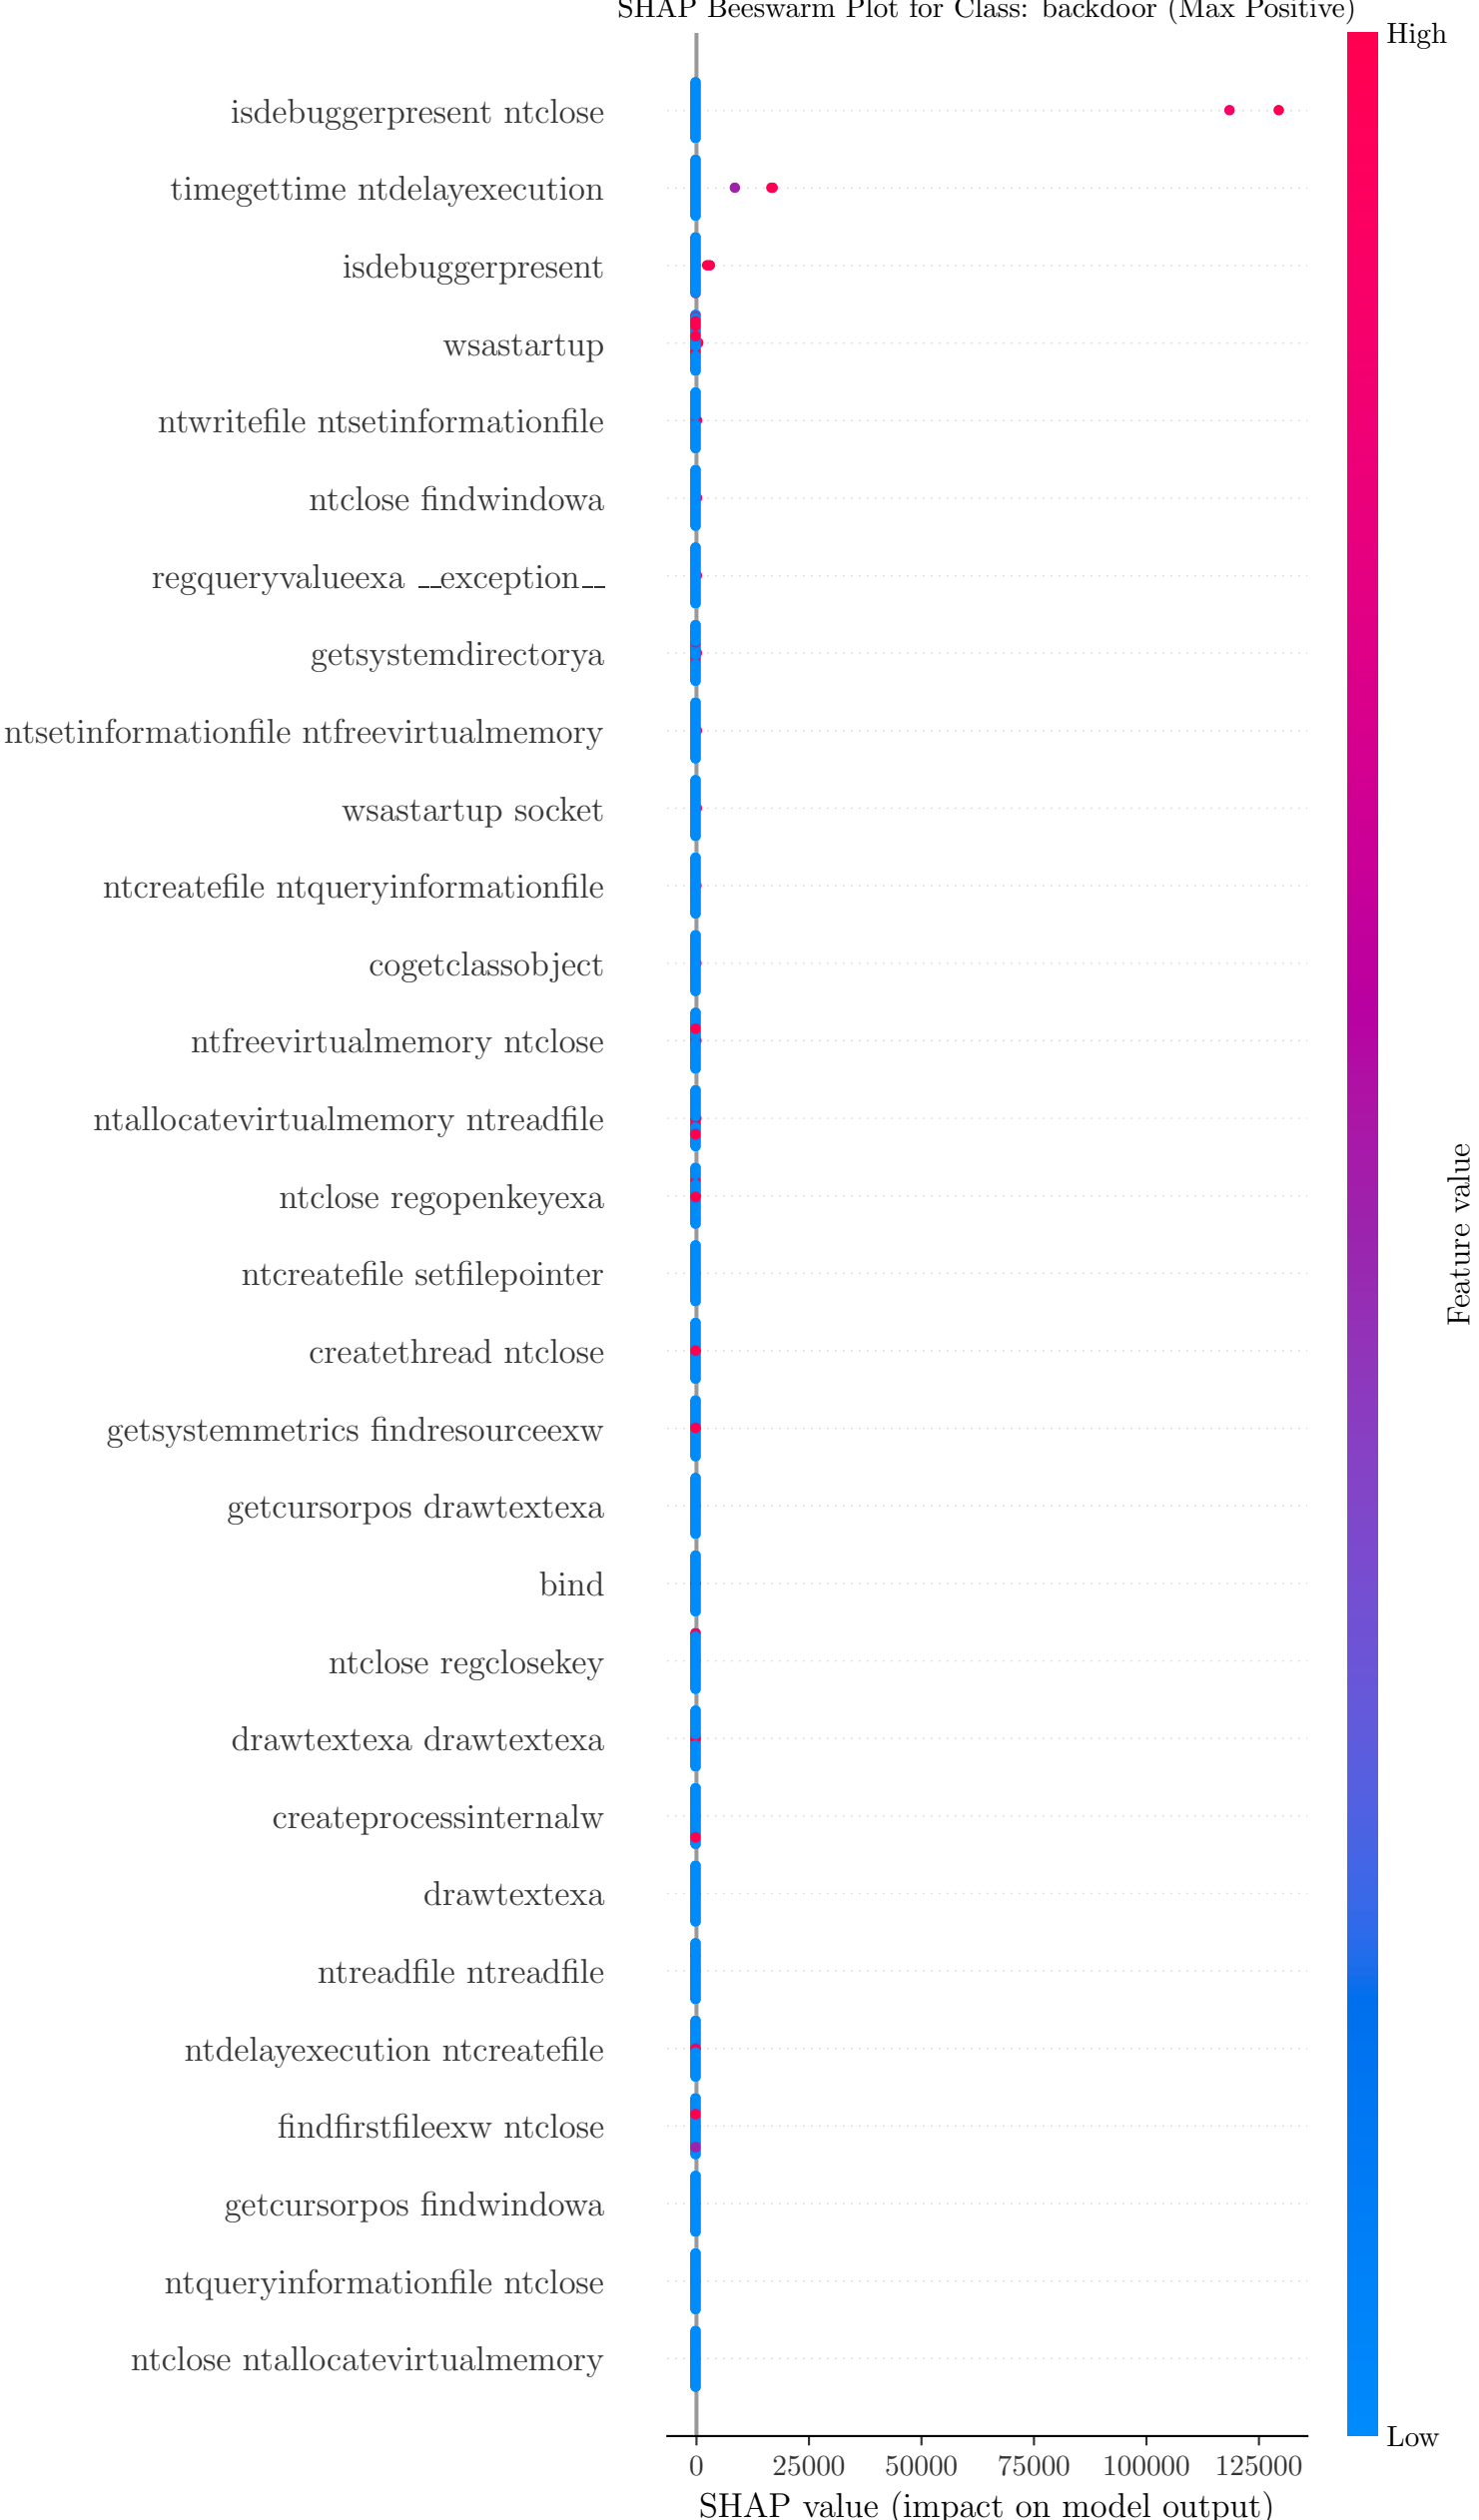 SHAP Beeswarm Plot for Class: backdoor (Max Positive)
High
isdebuggerpresent ntclose
timegettime ntdelayexecution
isdebuggerpresent
wsastartup
ntwritefile ntsetinformationfile
ntclose findwindowa
regqueryvalueexa __exception__
getsystemdirectorya
ntsetinformationfile ntfreevirtualmemory
wsastartup socket
ntcreatefile ntqueryinformationfile
cogetclassobject
ntfreevirtualmemory ntclose
ntallocatevirtualmemory ntreadfile
ntclose regopenkeyexa
Feature value
ntcreatefile setfilepointer
createthread ntclose
getsystemmetrics findresourceexw
getcursorpos drawtextexa
bind
ntclose regclosekey
drawtextexa drawtextexa
createprocessinternalw
drawtextexa
ntreadfile ntreadfile
ntdelayexecution ntcreatefile
findfirstfileexw ntclose
getcursorpos findwindowa
ntqueryinformationfile ntclose
ntclose ntallocatevirtualmemory
Low
0 25000 50000 75000 100000 125000
SHAP value (impact on model output)